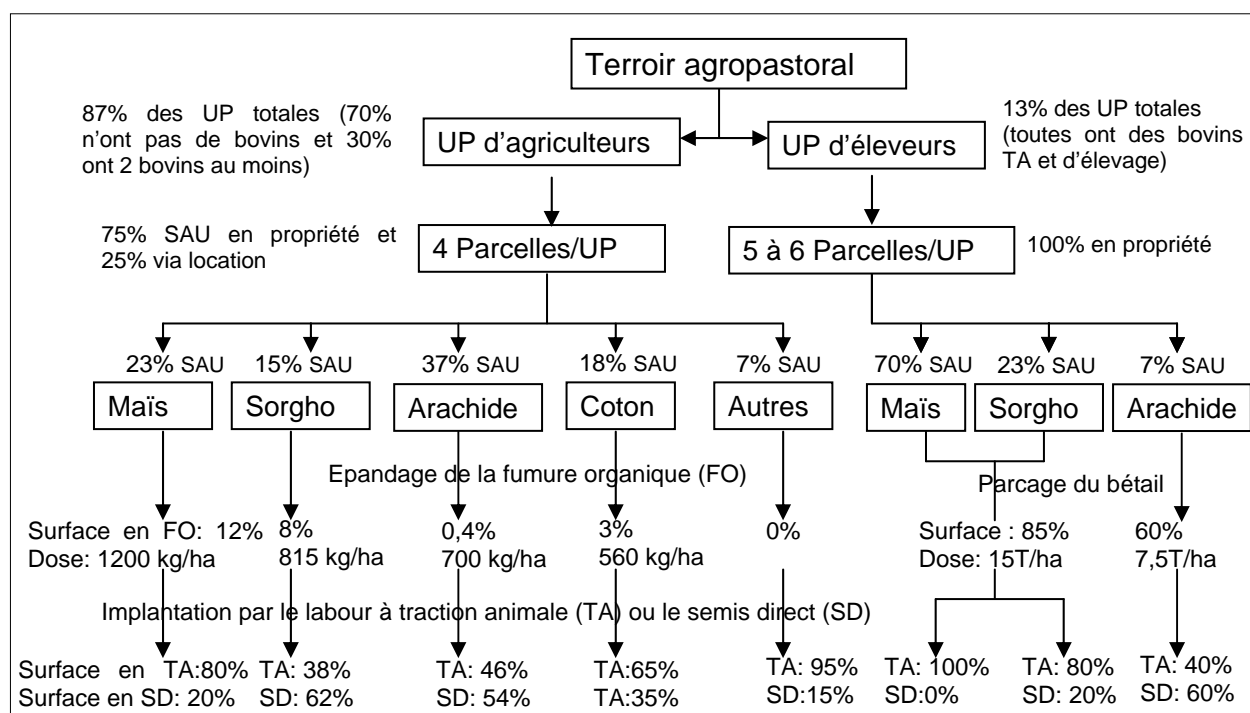 Terroir agropastoral
87% des UP totales (70%
n'ont pas de bovins et 30%
ont 2 bovins au moins)
UP d'agriculteurs
UP d'éleveurs
13% des UP totales
(toutes ont des bovins
TA et d'élevage)
75% SAU en propriété et
25% via location
4 Parcelles/UP
5 à 6 Parcelles/UP
100% en propriété
23% SAU 15% SAU 37% SAU 18% SAU 7% SAU 70% SAU 23% SAU 7% SAU
Maïs Sorgho Arachide Coton Autres Maïs Sorgho Arachide
Epandage de la fumure organique (FO)
Parcage du bétail
Surface en FO: 12% 8% 0,4% 3% 0% Surface : 85% 60%
Dose: 1200 kg/ha 815 kg/ha 700 kg/ha 560 kg/ha Dose: 15T/ha 7,5T/ha
Implantation par le labour à traction animale (TA) ou le semis direct (SD)
Surface en TA:80% TA: 38% TA: 46% TA:65% TA: 95% TA: 100% TA: 80% TA: 40%
Surface en SD: 20% SD: 62% SD: 54% TA:35% SD:15% SD:0% SD: 20% SD: 60%